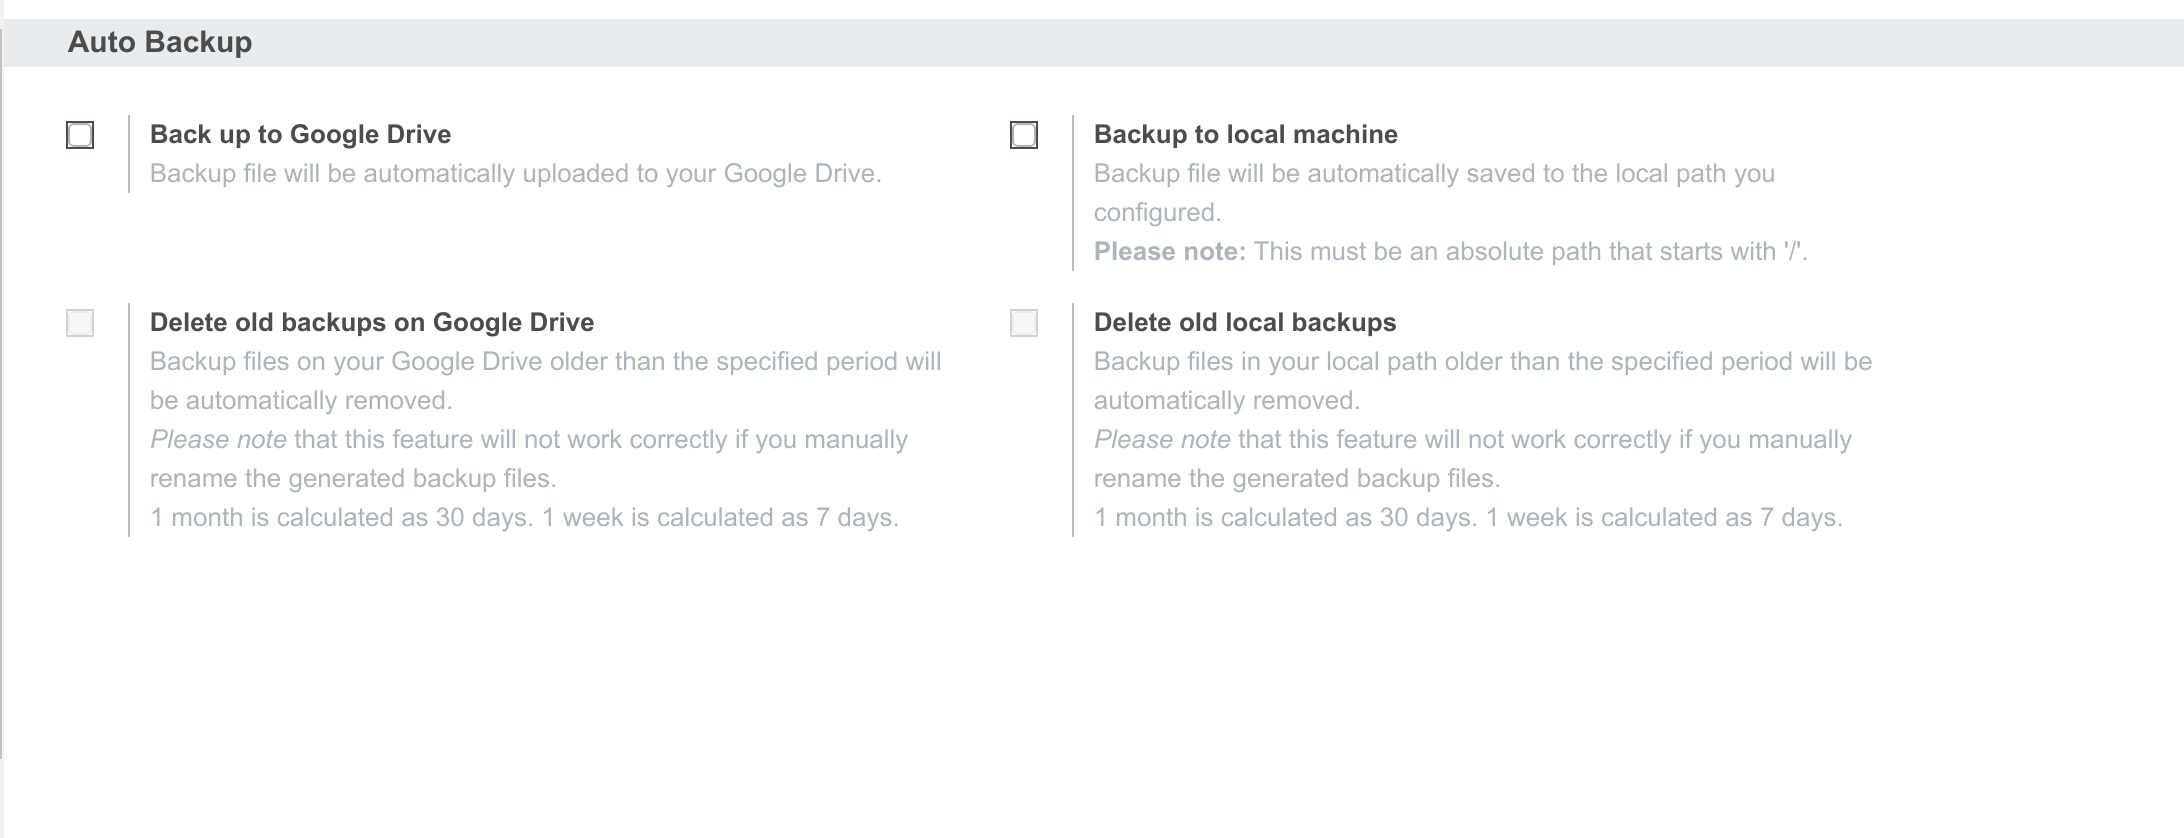 Auto Backup
Back up to Google Drive
Backup file will be automatically uploaded to your Google Drive.
Backup to local machine
Backup file will be automatically saved to the local path you
configured.
Please note: This must be an absolute path that starts with '/'.
Delete old backups on Google Drive
Backup files on your Google Drive older than the specified period will
be automatically removed.
Please note that this feature will not work correctly if you manually
rename the generated backup files.
1 month is calculated as 30 days. 1 week is calculated as 7 days.
Delete old local backups
Backup files in your local path older than the specified period will be
automatically removed.
Please note that this feature will not work correctly if you manually
rename the generated backup files.
1 month is calculated as 30 days. 1 week is calculated as 7 days.